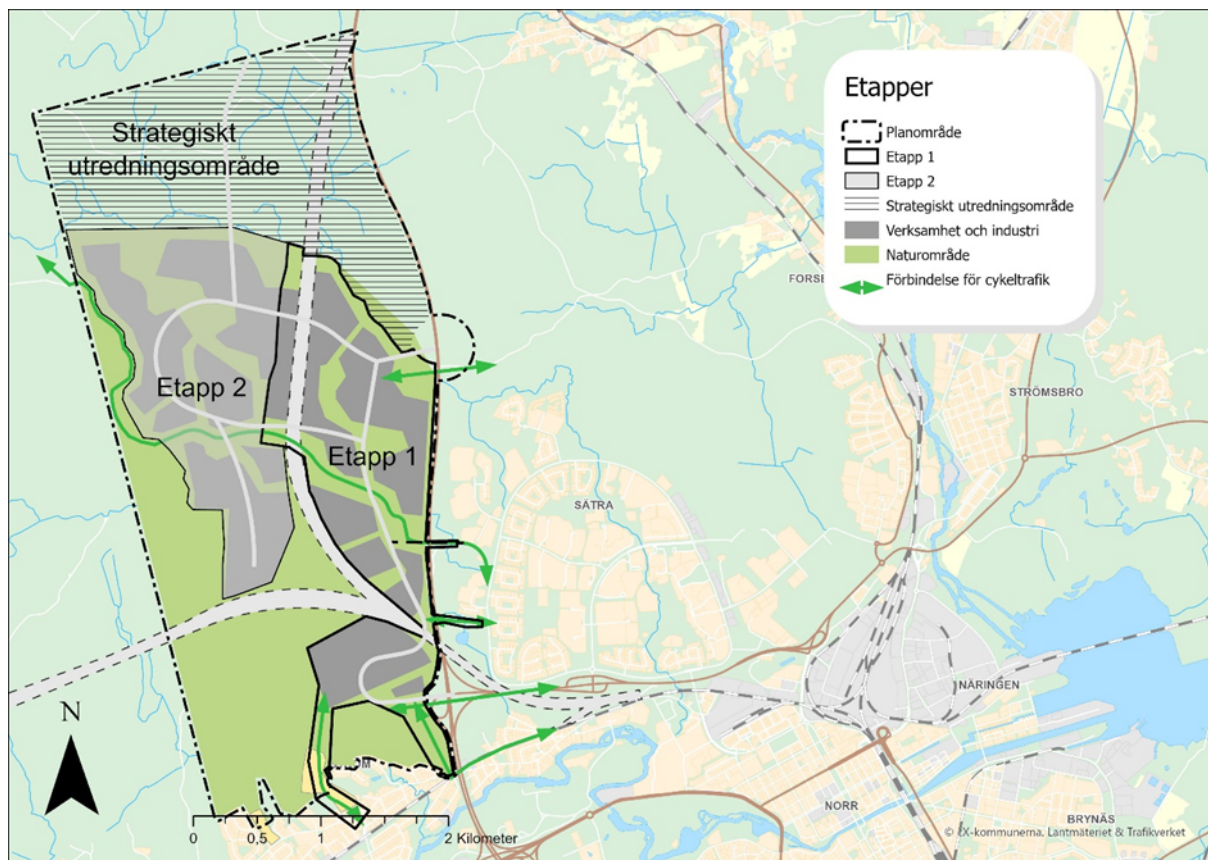 Strategiskt
utredningsområde
Etapper
Planområde
Etapp 1
Etapp 2
Strategiskt utredningsområde
Verksamhet och industri
Naturområde
Förbindelse för cykeltrafik
STRÖMSBRO
Etapp 2
Etapp 1
SÄTRA
NÄRINGEN
N
NORR
BRYNÄS
0 0,5 1 2 Kilometer
© X-kommunerna, Lantmäteriet & Trafikverket